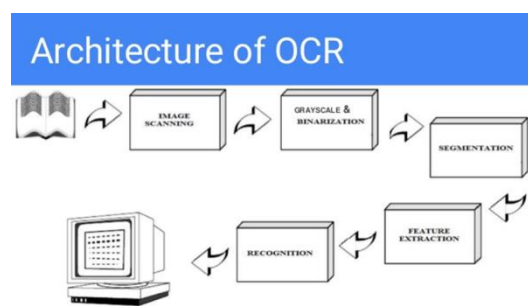 Architecture of OCR
IMAGE
SCANNING
GRAYSCALE &
BINARIZATION
SEGMENTATION
FEATURE
EXTRACTION
RECOGNITION